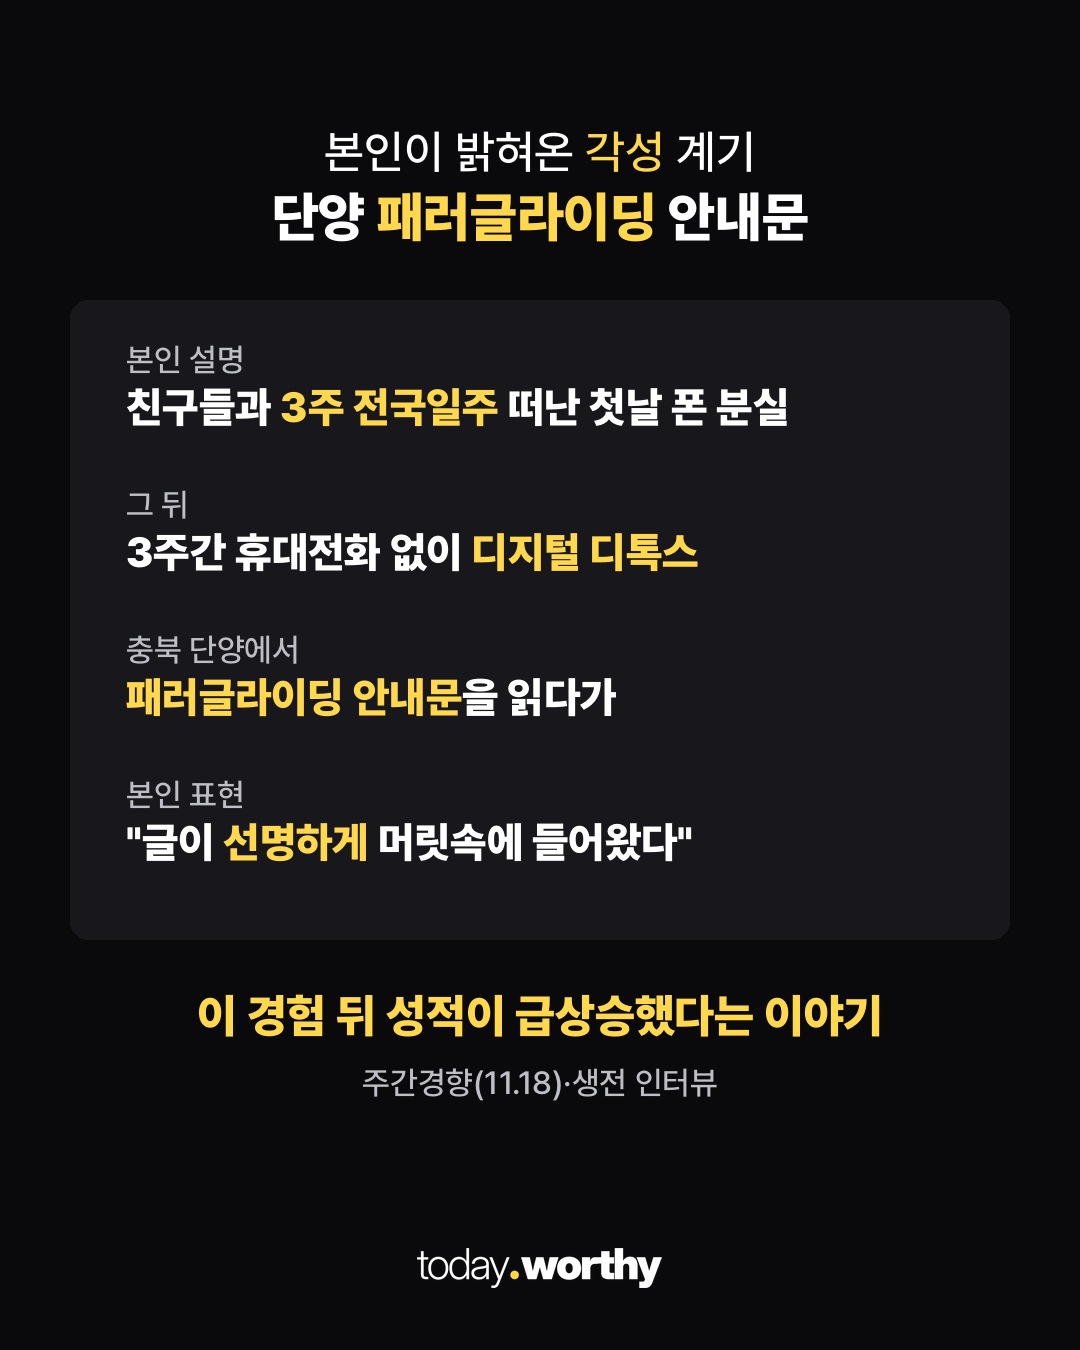 본인이 밝혀온 각성 계기
단양 패러글라이딩 안내문
본인 설명
친구들과 3주 전국일주 떠난 첫날 폰 분실
그 뒤
3주간 휴대전화 없이 디지털 디톡스
충북 단양에서
패러글라이딩 안내문을 읽다가
본인 표현
"글이 선명하게 머릿속에 들어왔다"
이 경험 뒤 성적이 급상승했다는 이야기
주간경향(11.18)·생전 인터뷰
today.worthy